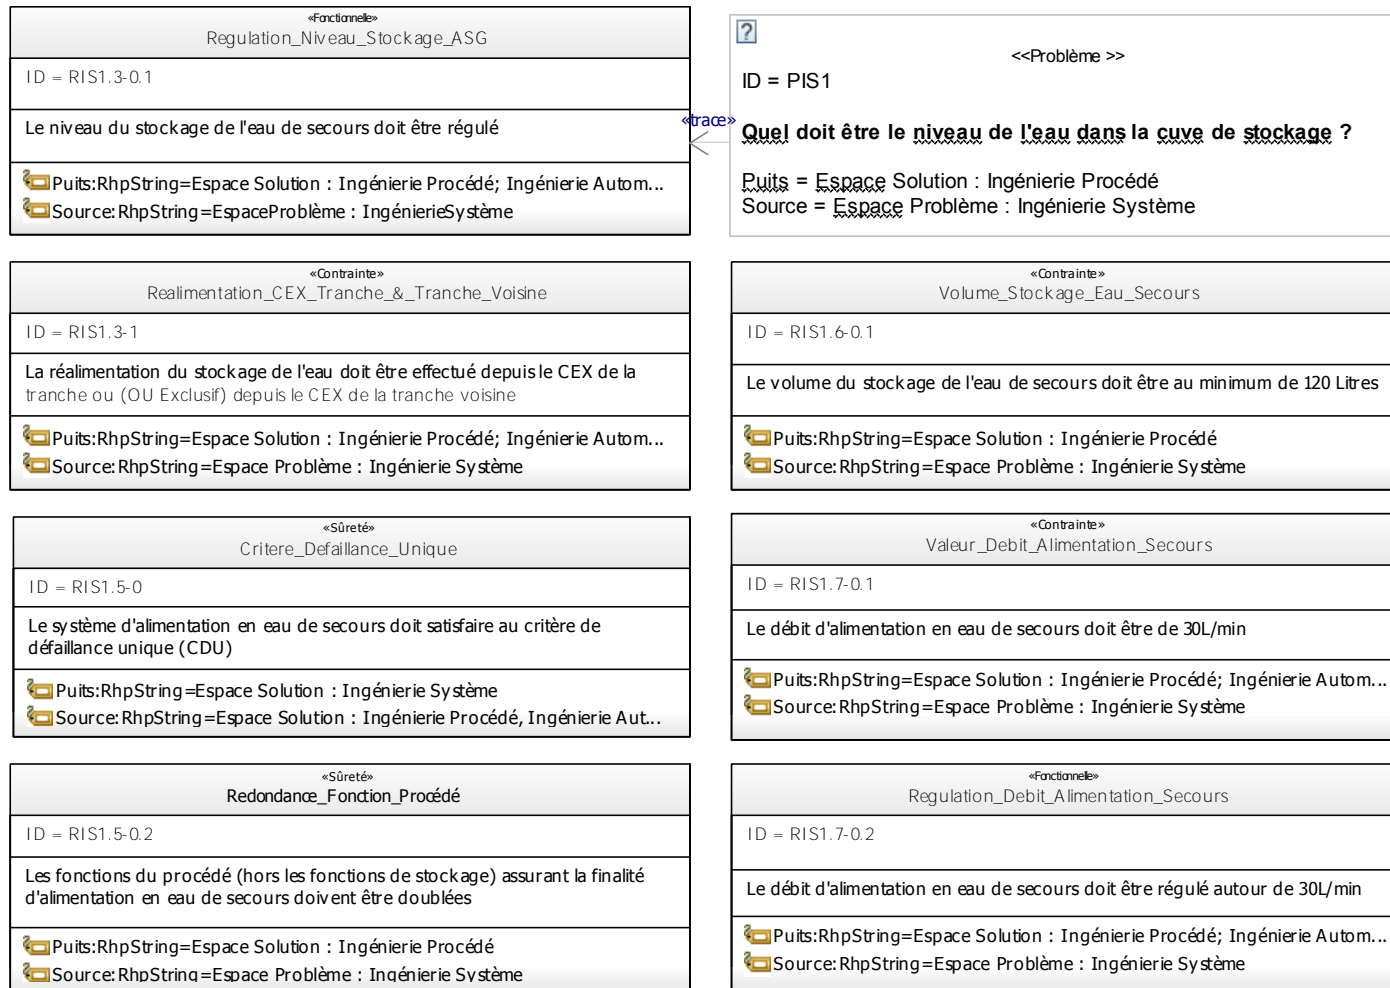 «Fonctionnelle»
Regulation_Niveau_Stockage_ASG
ID = RIS1.3-0.1
Le niveau du stockage de l'eau de secours doit être régulé
Puits:RhpString=Espace Solution : Ingénierie Procédé; Ingénierie Autom...
Source:RhpString=EspaceProblème : IngénierieSystème
«trace»
?
<<Problème >>
ID = PIS1
Quel doit être le niveau de l'eau dans la cuve de stockage ?
Puits = Espace Solution : Ingénierie Procédé
Source = Espace Problème : Ingénierie Système
«Contrainte»
Realimentation_CEX_Tranche_&_Tranche_Voisine
ID = RIS1.3-1
La réalimentation du stockage de l'eau doit être effectué depuis le CEX de la
tranche ou (OU Exclusif) depuis le CEX de la tranche voisine
Puits:RhpString=Espace Solution : Ingénierie Procédé; Ingénierie Autom...
Source:RhpString=Espace Problème : Ingénierie Système
«Contrainte»
Volume_Stockage_Eau_Secours
ID = RIS1.6-0.1
Le volume du stockage de l'eau de secours doit être au minimum de 120 Litres
Puits:RhpString=Espace Solution : Ingénierie Procédé
Source:RhpString=Espace Problème : Ingénierie Système
«Sûreté»
Critere_Defaillance_Unique
ID = RIS1.5-0
Le système d'alimentation en eau de secours doit satisfaire au critère de
défaillance unique (CDU)
Puits:RhpString=Espace Solution : Ingénierie Système
Source:RhpString=Espace Solution : Ingénierie Procédé, Ingénierie Aut...
«Contrainte»
Valeur_Debit_Alimentation_Secours
ID = RIS1.7-0.1
Le débit d'alimentation en eau de secours doit être de 30L/min
Puits:RhpString=Espace Solution : Ingénierie Procédé; Ingénierie Autom...
Source:RhpString=Espace Problème : Ingénierie Système
«Sûreté»
Redondance_Fonction_Procédé
ID = RIS1.5-0.2
Les fonctions du procédé (hors les fonctions de stockage) assurant la finalité
d'alimentation en eau de secours doivent être doublées
Puits:RhpString=Espace Solution : Ingénierie Procédé
Source:RhpString=Espace Problème : Ingénierie Système
«Fonctionnelle»
Regulation_Debit_Alimentation_Secours
ID = RIS1.7-0.2
Le débit d'alimentation en eau de secours doit être régulé autour de 30L/min
Puits:RhpString=Espace Solution : Ingénierie Procédé; Ingénierie Autom...
Source:RhpString=Espace Problème : Ingénierie Système